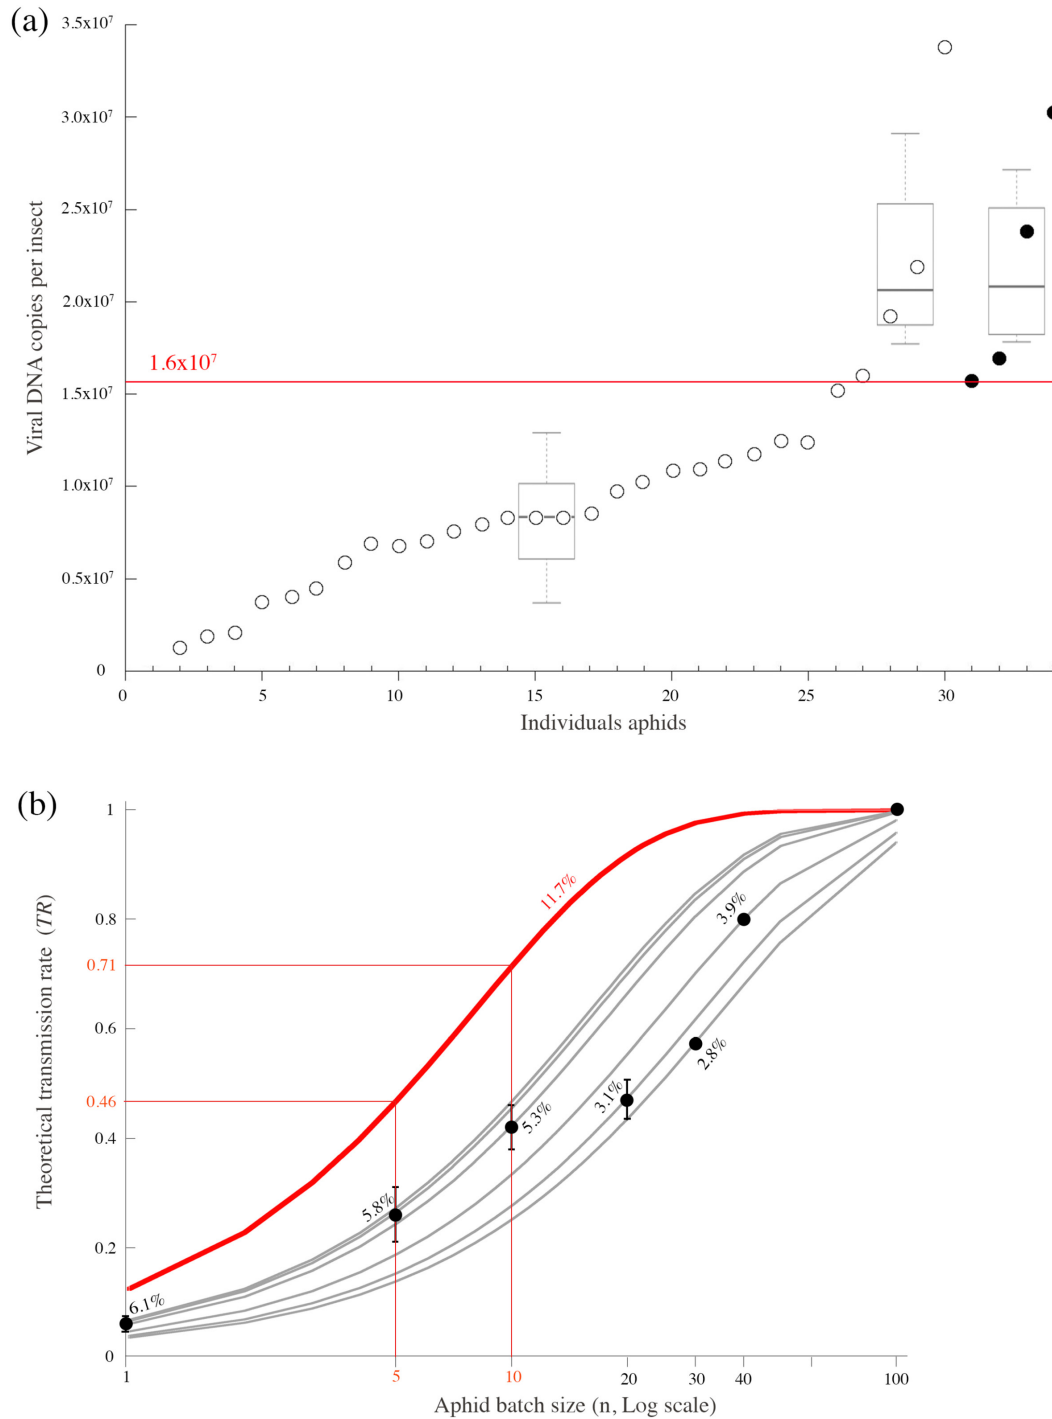 (a)
3.5x10⁷
3.0x10⁷
2.5x10⁷
2.0x10⁷
1.5x10⁷
1.0x10⁷
0.5x10⁷
0
Viral DNA copies per insect
1.6x10⁷
0 5 10 15 20 25 30
Individuals aphids
(b)
1
0.8
0.71
0.6
0.46
0.4
0.2
0
Theoretical transmission rate (TR)
11.7%
3.9%
2.8%
3.1%
5.3%
5.8%
6.1%
1 5 10 20 30 40 100
Aphid batch size (n, Log scale)